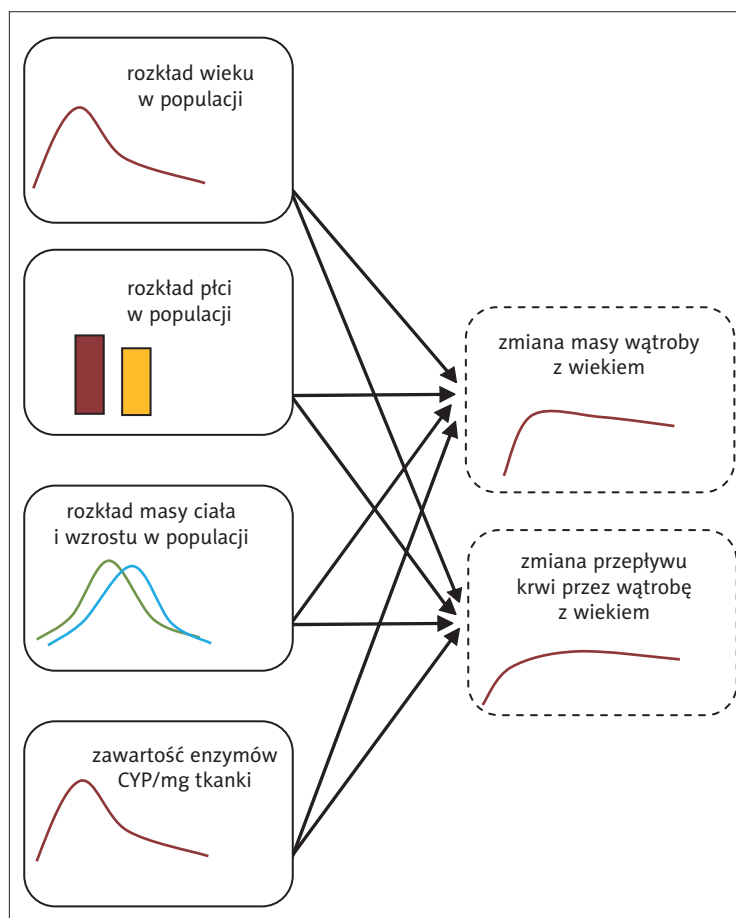 rozkład wieku
w populacji
rozkład płci
w populacji
rozkład masy ciała
i wzrostu w populacji
zawartość enzymów
CYP/mg tkanki
zmiana masy wątroby
z wiekiem
zmiana przepływu
krwi przez wątrobę
z wiekiem